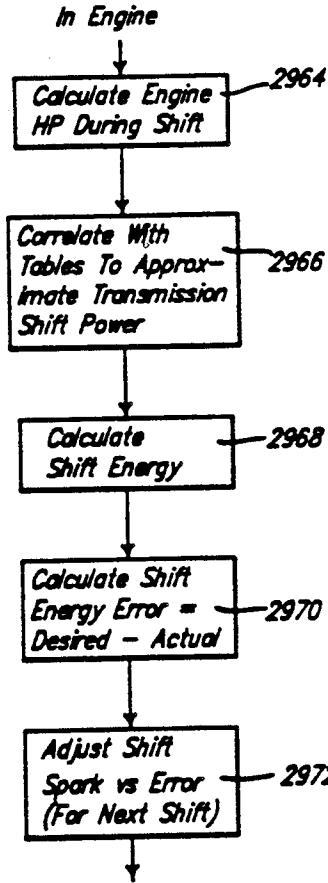 In Engine
Calculate Engine
HP During Shift
2964
Correlate With
Tables To Approx-
imate Transmission
Shift Power
2966
Calculate
Shift Energy
2968
Calculate Shift
Energy Error =
Desired - Actual
2970
Adjust Shift
Spark vs Error
(For Next Shift)
2972